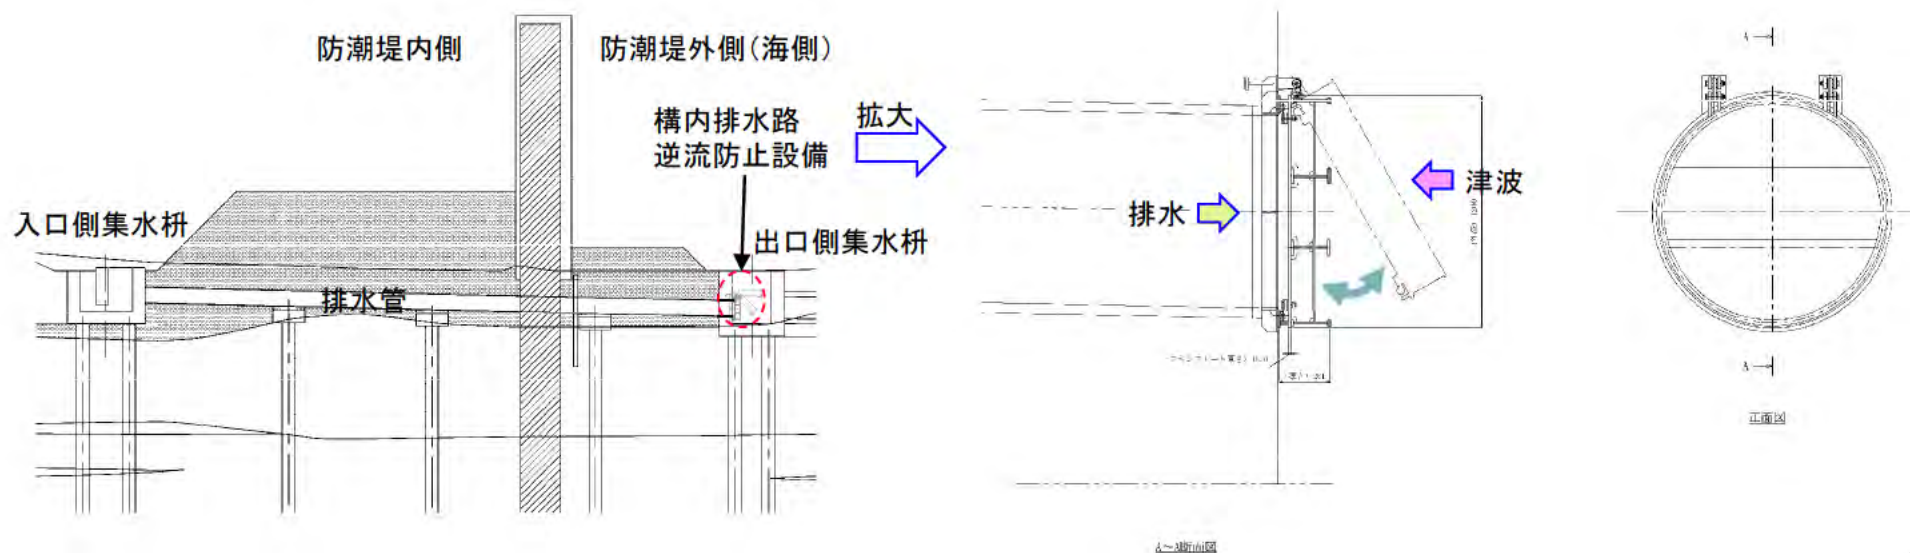 防潮堤内側
防潮堤外側(海側)
構内排水路
逆流防止設備
拡大
入口側集水桝
出口側集水桝
排水管
排水
津波
A
A
正面図
A~A断面図